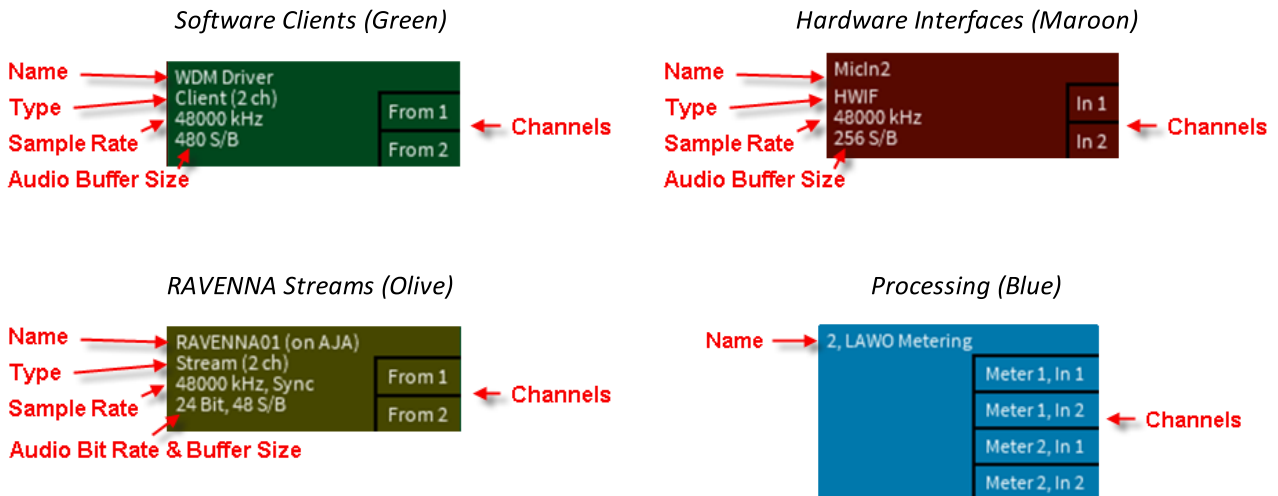 Software Clients (Green)
Name
Type
Sample Rate
Audio Buffer Size
WDM Driver
Client (2 ch)
48000 kHz
480 S/B
From 1
From 2
Channels
Hardware Interfaces (Maroon)
Name
Type
Sample Rate
Audio Buffer Size
MicIn2
HWIF
48000 kHz
256 S/B
In 1
In 2
Channels
RAVENNA Streams (Olive)
Name
Type
Sample Rate
Audio Bit Rate & Buffer Size
RAVENNA01 (on AJA)
Stream (2 ch)
48000 kHz, Sync
24 Bit, 48 S/B
From 1
From 2
Channels
Processing (Blue)
Name
2, LAWO Metering
Meter 1, In 1
Meter 1, In 2
Meter 2, In 1
Meter 2, In 2
Channels